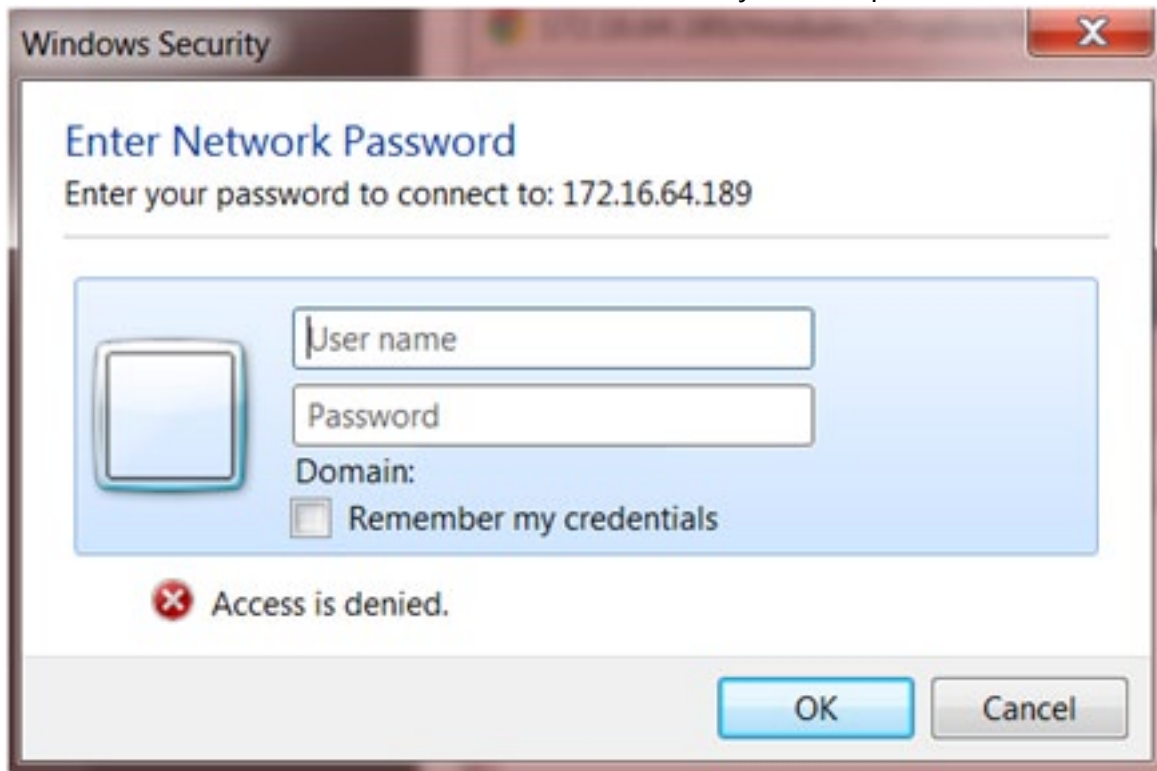 Windows Security
Enter Network Password
Enter your password to connect to: 172.16.64.189
User name
Password
Domain:
Remember my credentials
Access is denied.
OK
Cancel